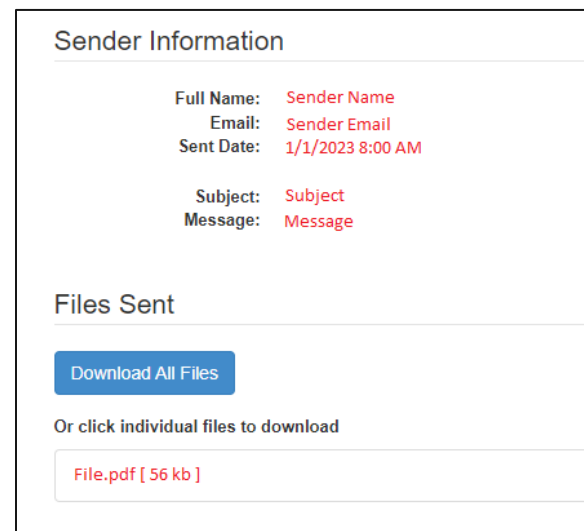 Sender Information
Full Name: Sender Name
Email: Sender Email
Sent Date: 1/1/2023 8:00 AM
Subject: Subject
Message: Message
Files Sent
Download All Files
Or click individual files to download
File.pdf [ 56 kb ]